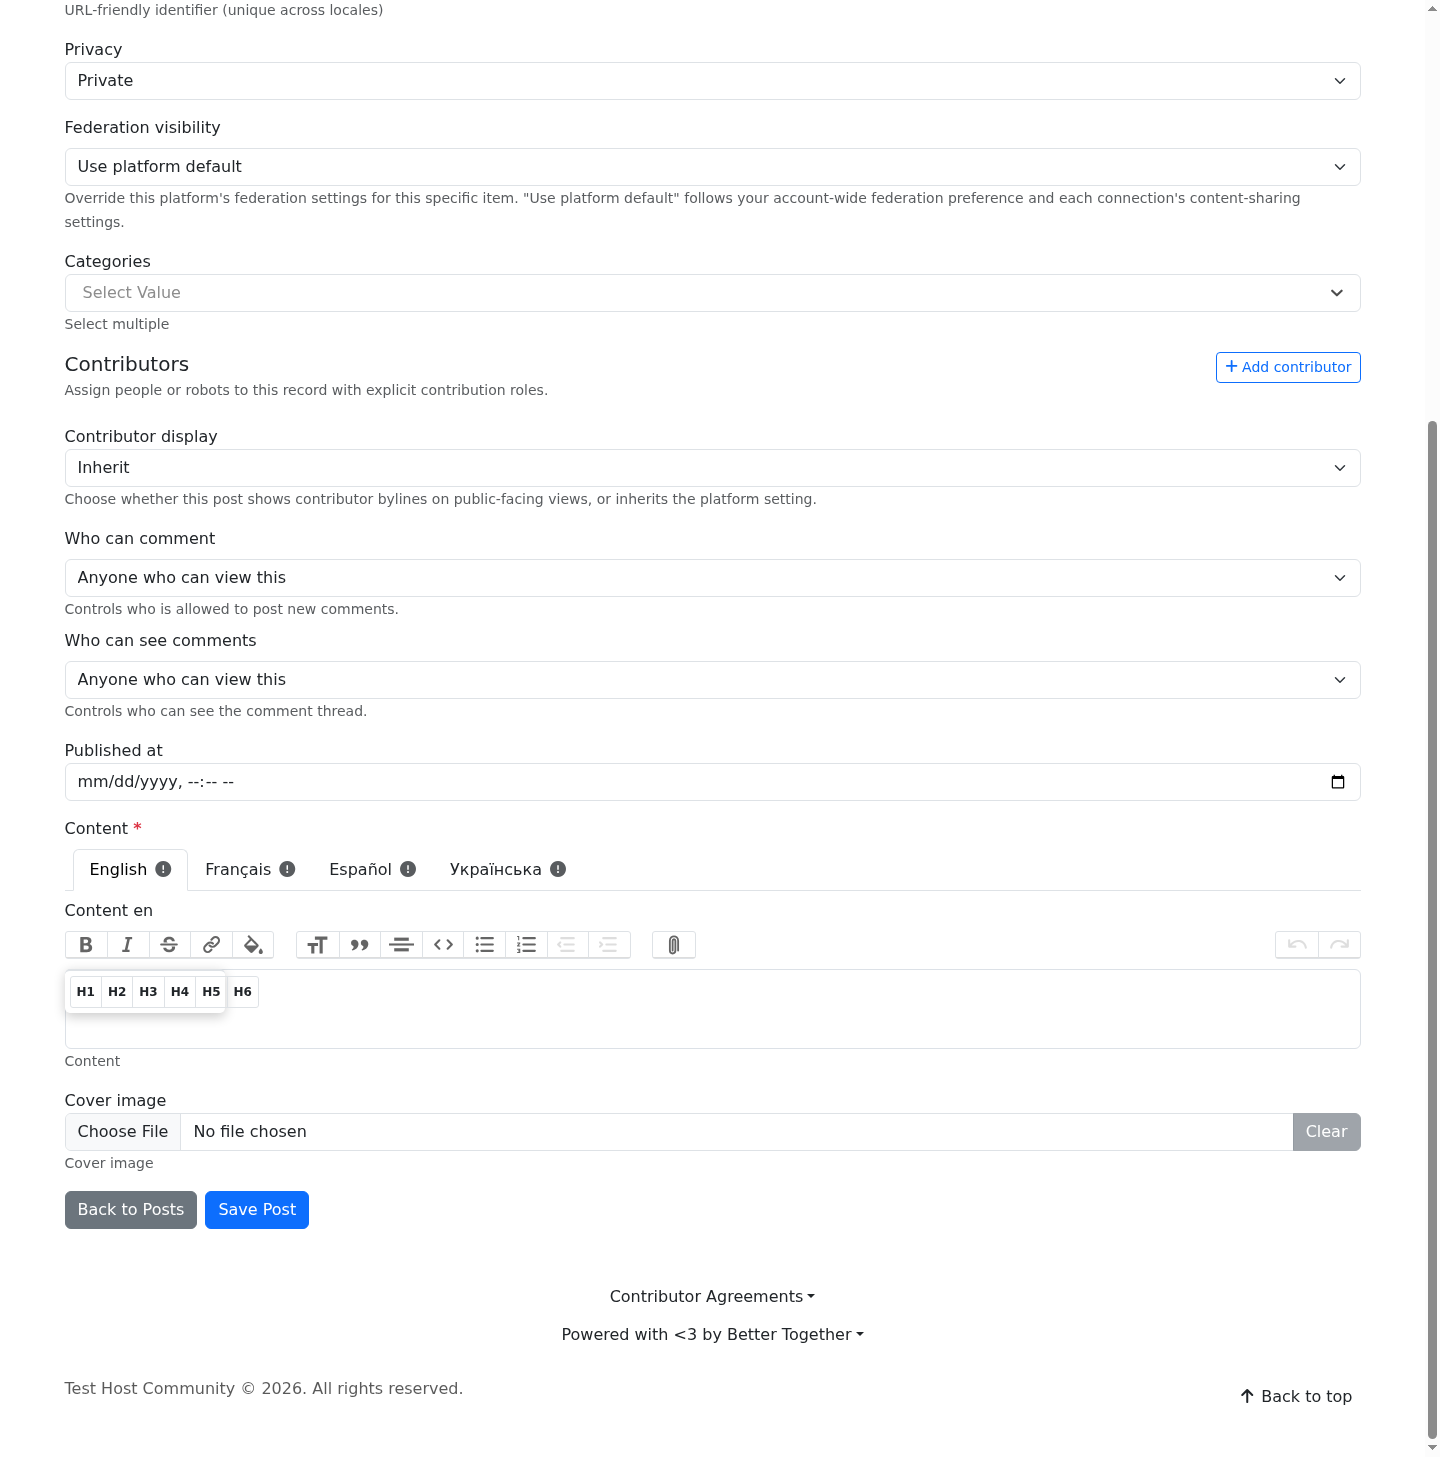 URL-friendly identifier (unique across locales)
Privacy
Private
Federation visibility
Use platform default
Override this platform's federation settings for this specific item. "Use platform default" follows your account-wide federation preference and each connection's content-sharing
settings.
Categories
Select Value
Select multiple
Contributors
Add contributor
Assign people or robots to this record with explicit contribution roles.
Contributor display
Inherit
Choose whether this post shows contributor bylines on public-facing views, or inherits the platform setting.
Who can comment
Anyone who can view this
Controls who is allowed to post new comments.
Who can see comments
Anyone who can view this
Controls who can see the comment thread.
Published at
mm/dd/yyyy, --:-- --
Content *
English Français Español Українська
Content en
H1 H2 H3 H4 H5 H6
Content
Cover image
Choose File No file chosen Clear
Cover image
Back to Posts Save Post
Contributor Agreements
Powered with <3 by Better Together
Test Host Community © 2026. All rights reserved.
Back to top